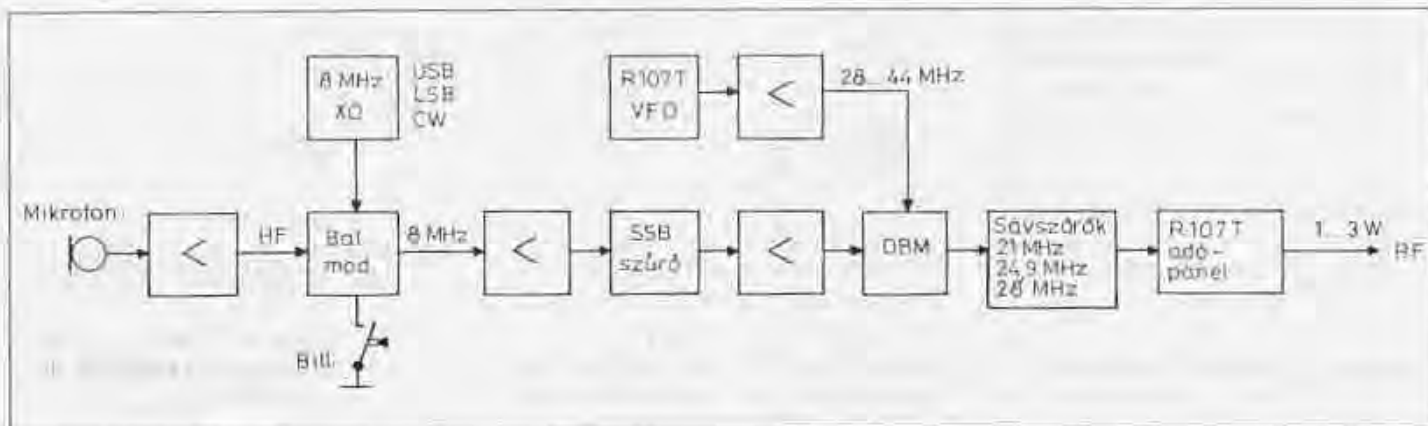 8 MHz
XO
USB
LSB
CW
R107T
VFO
<
28...44 MHz
Mikrofon
<
HF
Bal.
mod.
8 MHz
<
SSB
szűrő
<
DBM
Sávszűrők
21 MHz
24,9 MHz
28 MHz
R107T
adó-
panel
1...3 W
RF
Bill.